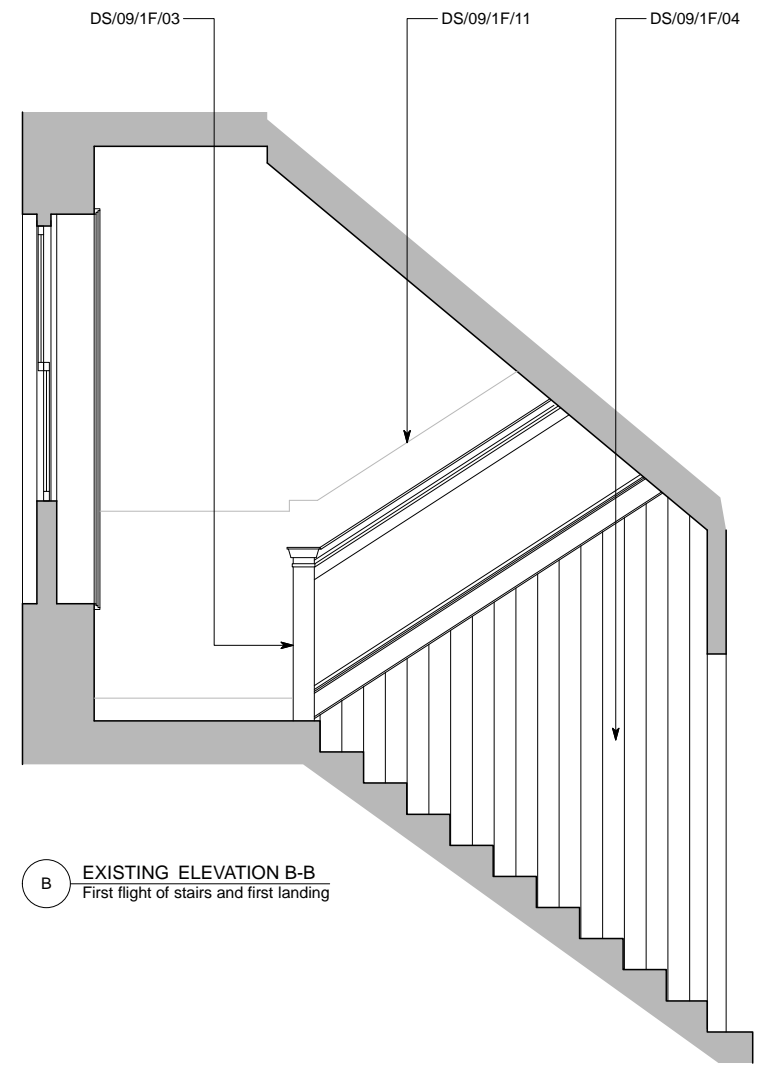 DS/09/1F/03
DS/09/1F/11
DS/09/1F/04
B
EXISTING ELEVATION B-B
First flight of stairs and first landing